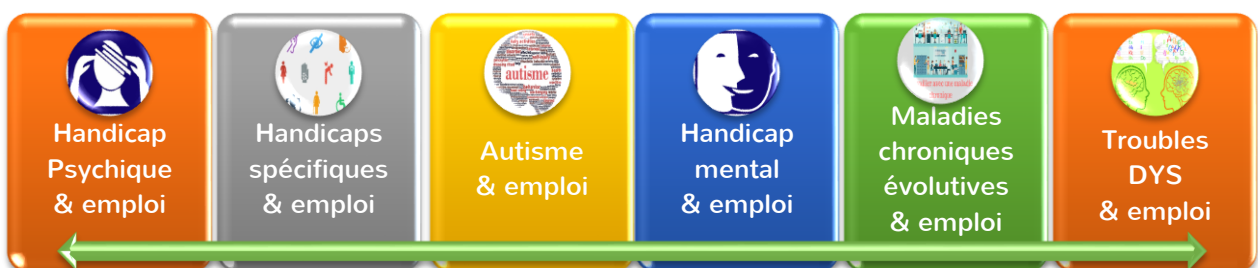 Handicap
Psychique
& emploi
Handicaps
spécifiques
& emploi
autisme
Autisme
& emploi
Handicap
mental
& emploi
chronique
Maladies
chroniques
évolutives
& emploi
Troubles
DYS
& emploi